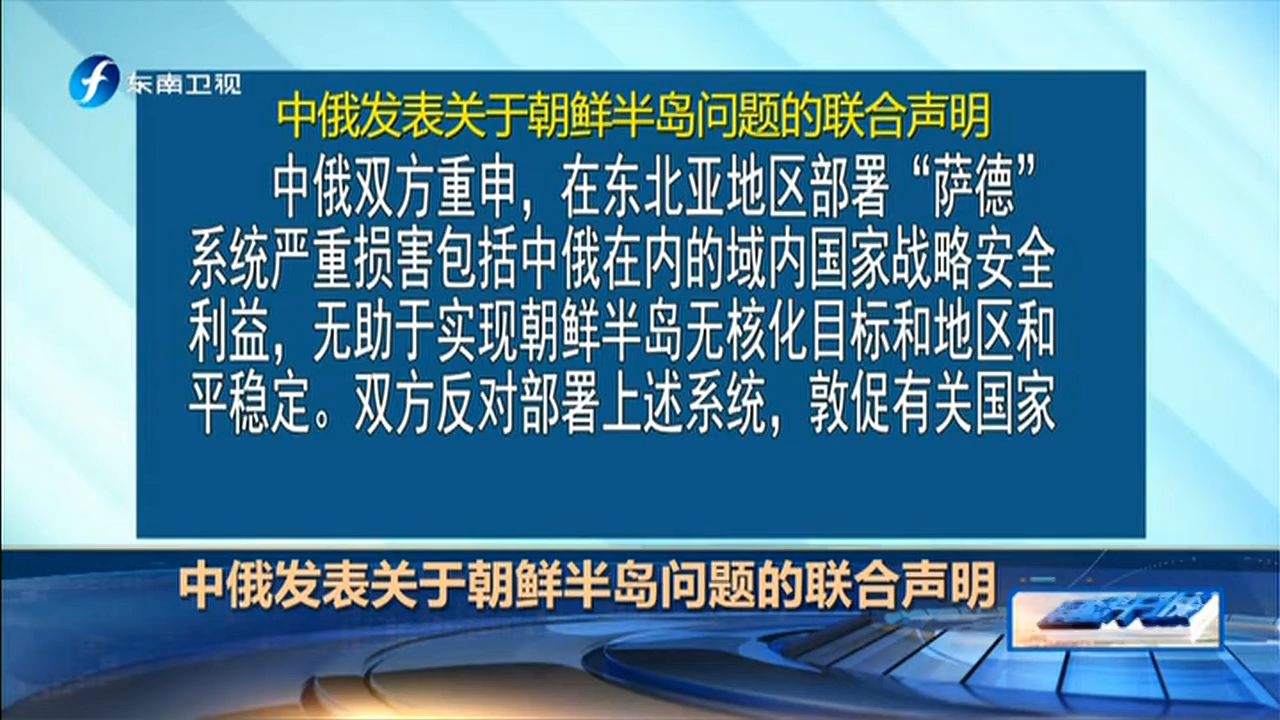 东南卫视
中俄发表关于朝鲜半岛问题的联合声明
中俄双方重申，在东北亚地区部署“萨德”
系统严重损害包括中俄在内的域内国家战略安全
利益，无助于实现朝鲜半岛无核化目标和地区和
平稳定。双方反对部署上述系统，敦促有关国家
中俄发表关于朝鲜半岛问题的联合声明